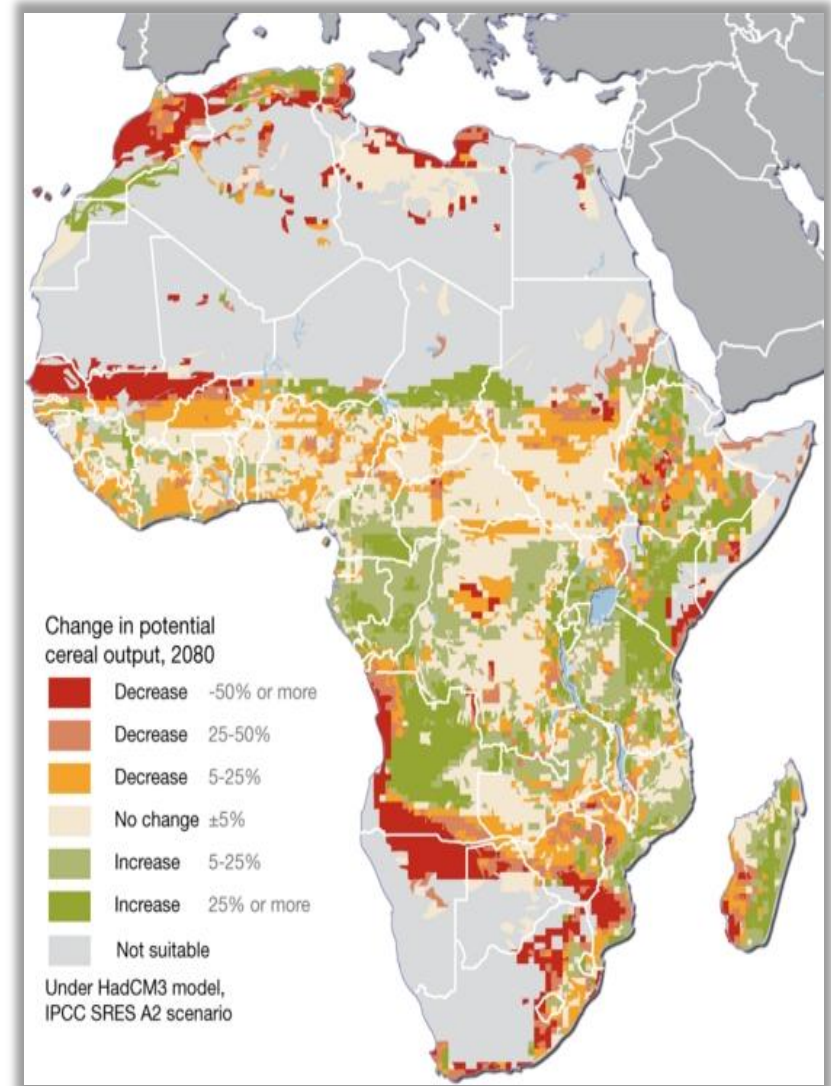 Change in potential
cereal output, 2080
Decrease -50% or more
Decrease 25-50%
Decrease 5-25%
No change ±5%
Increase 5-25%
Increase 25% or more
Not suitable
Under HadCM3 model,
IPCC SRES A2 scenario